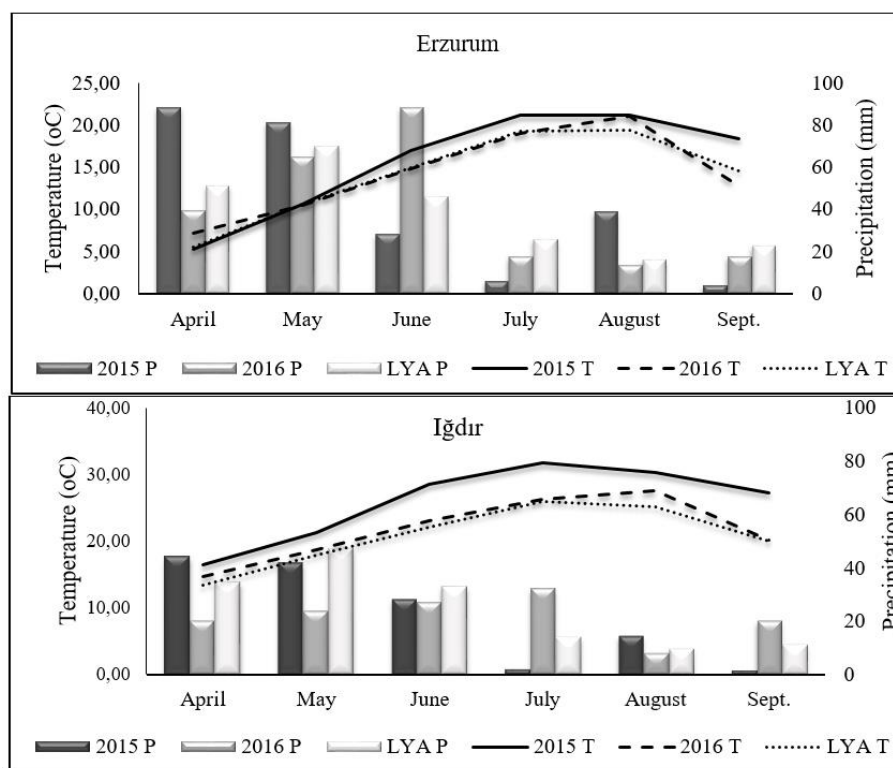 Erzurum
25,00
20,00
15,00
10,00
5,00
0,00
Temperature (oC)
100
80
60
40
20
0
Precipitation (mm)
April May June July August Sept.
2015 P 2016 P LYA P 2015 T 2016 T LYA T
Iğdır
40,00
30,00
20,00
10,00
0,00
Temperature (oC)
100
80
60
40
20
0
Precipitation (mm)
April May June July August Sept.
2015 P 2016 P LYA P 2015 T 2016 T LYA T